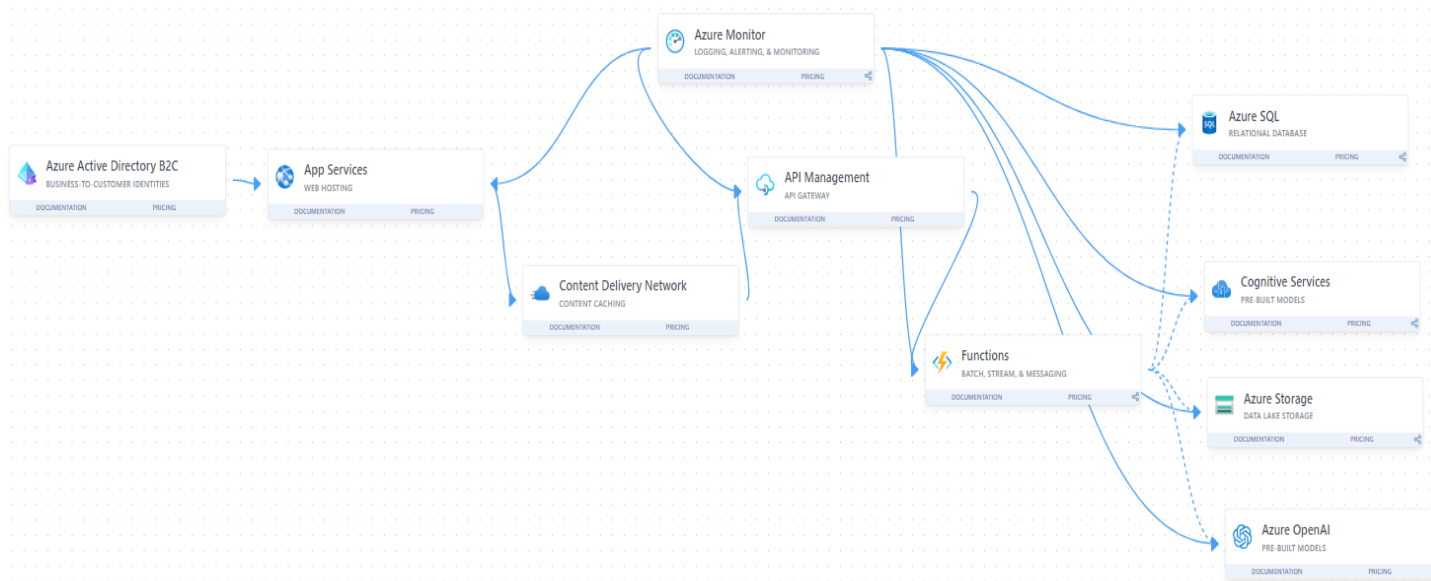 Azure Monitor
LOGGING, ALERTING, & MONITORING
DOCUMENTATION PRICING
Azure SQL
RELATIONAL DATABASE
DOCUMENTATION PRICING
SQL
Azure Active Directory B2C
BUSINESS-TO-CUSTOMER IDENTITIES
DOCUMENTATION PRICING
App Services
WEB HOSTING
DOCUMENTATION PRICING
API Management
API GATEWAY
DOCUMENTATION PRICING
Content Delivery Network
CONTENT CACHING
DOCUMENTATION PRICING
Cognitive Services
PRE-BUILT MODELS
DOCUMENTATION PRICING
Functions
BATCH, STREAM, & MESSAGING
DOCUMENTATION PRICING
Azure Storage
DATA LAKE STORAGE
DOCUMENTATION PRICING
Azure OpenAI
PRE-BUILT MODELS
DOCUMENTATION PRICING